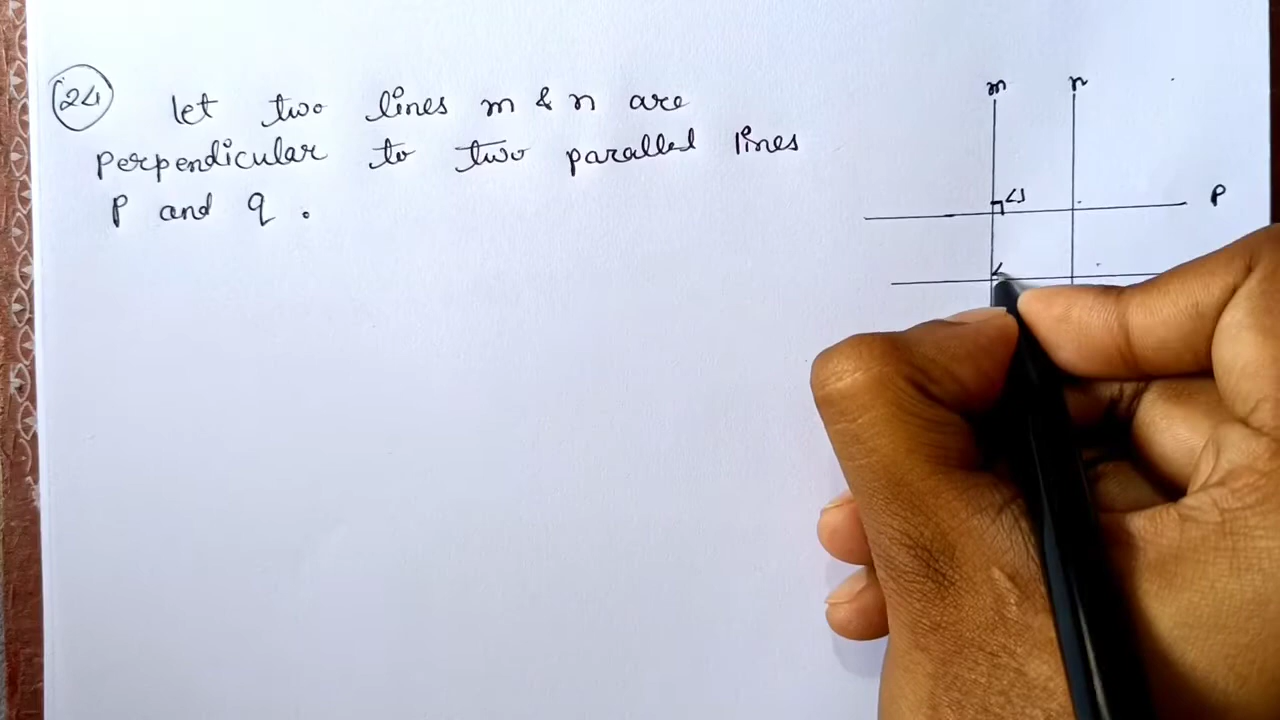 24 let two lines m & n are
perpendicular to two parallel lines
p and q .
m n
∠1
p